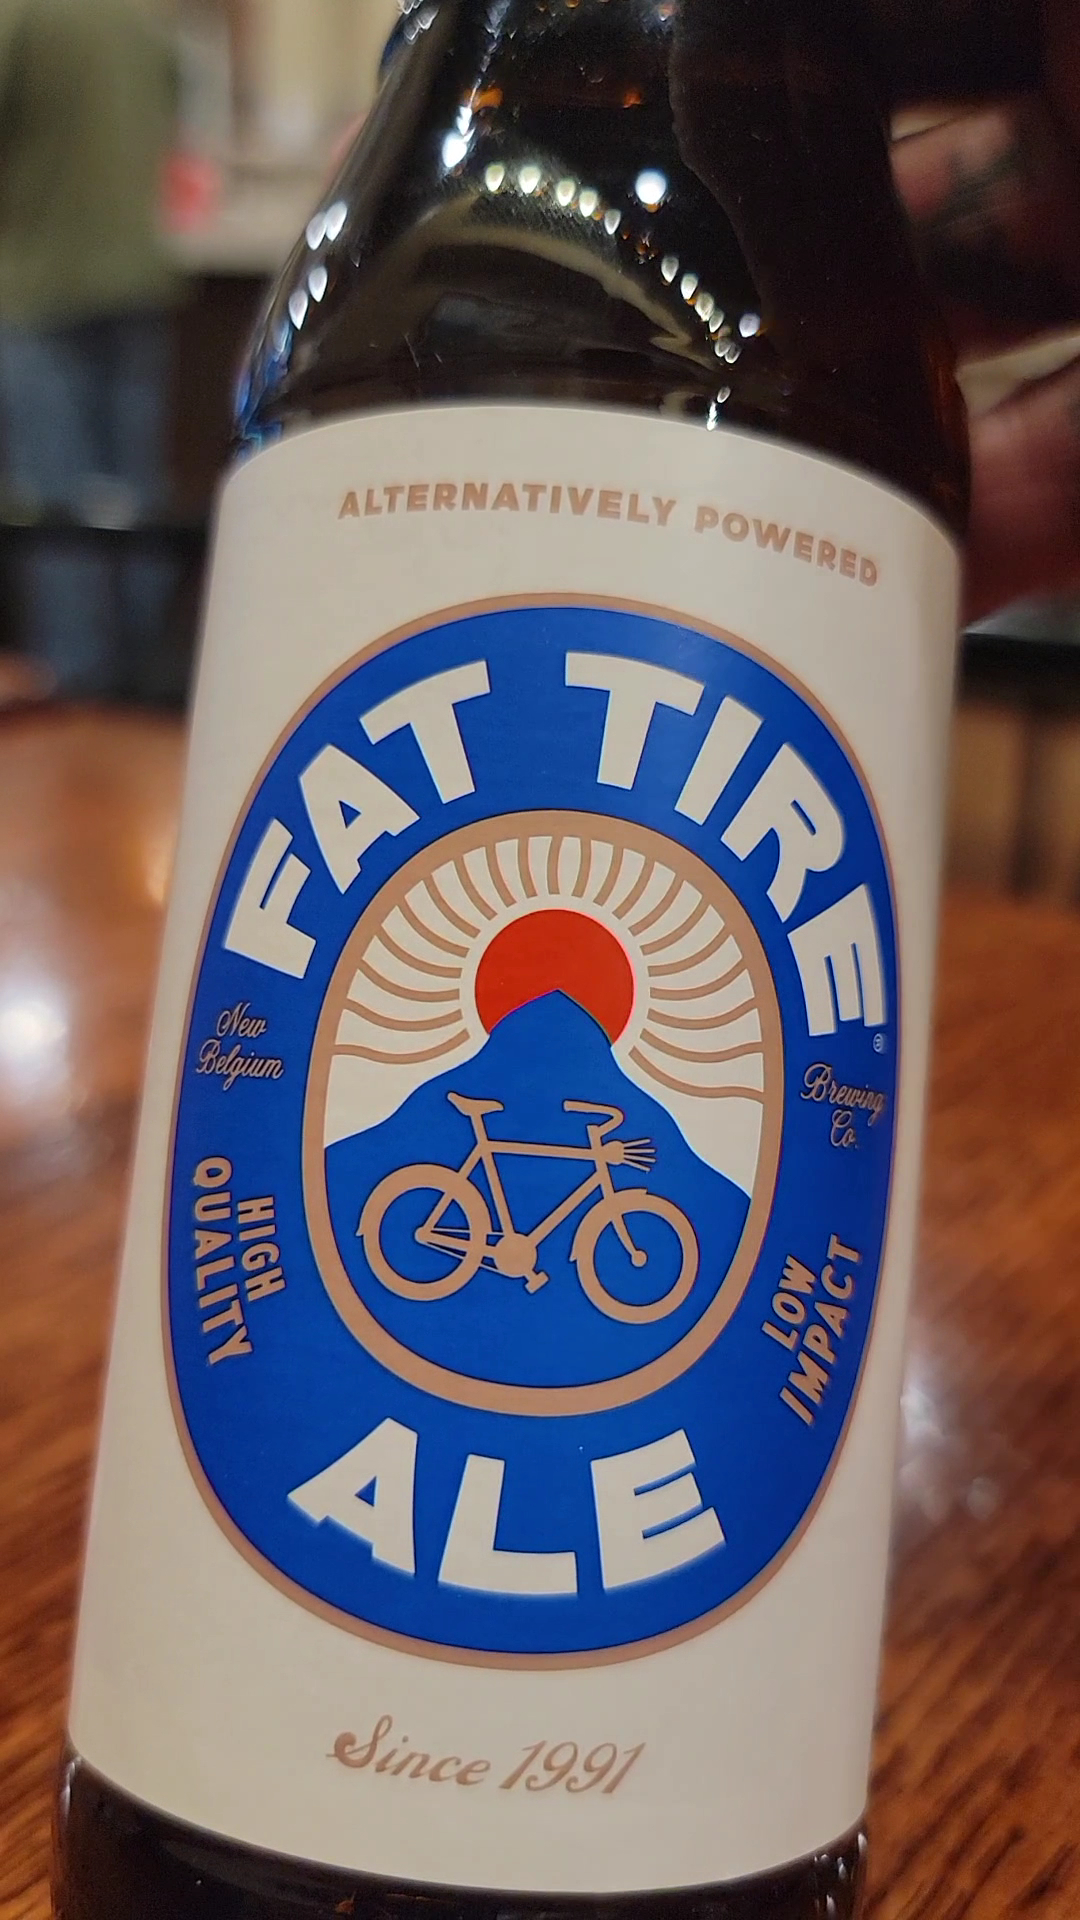 ALTERNATIVELY POWERED
FAT TIRE®
New
Belgium
Brewing
Co.
HIGH
QUALITY
LOW
IMPACT
ALE
Since 1991